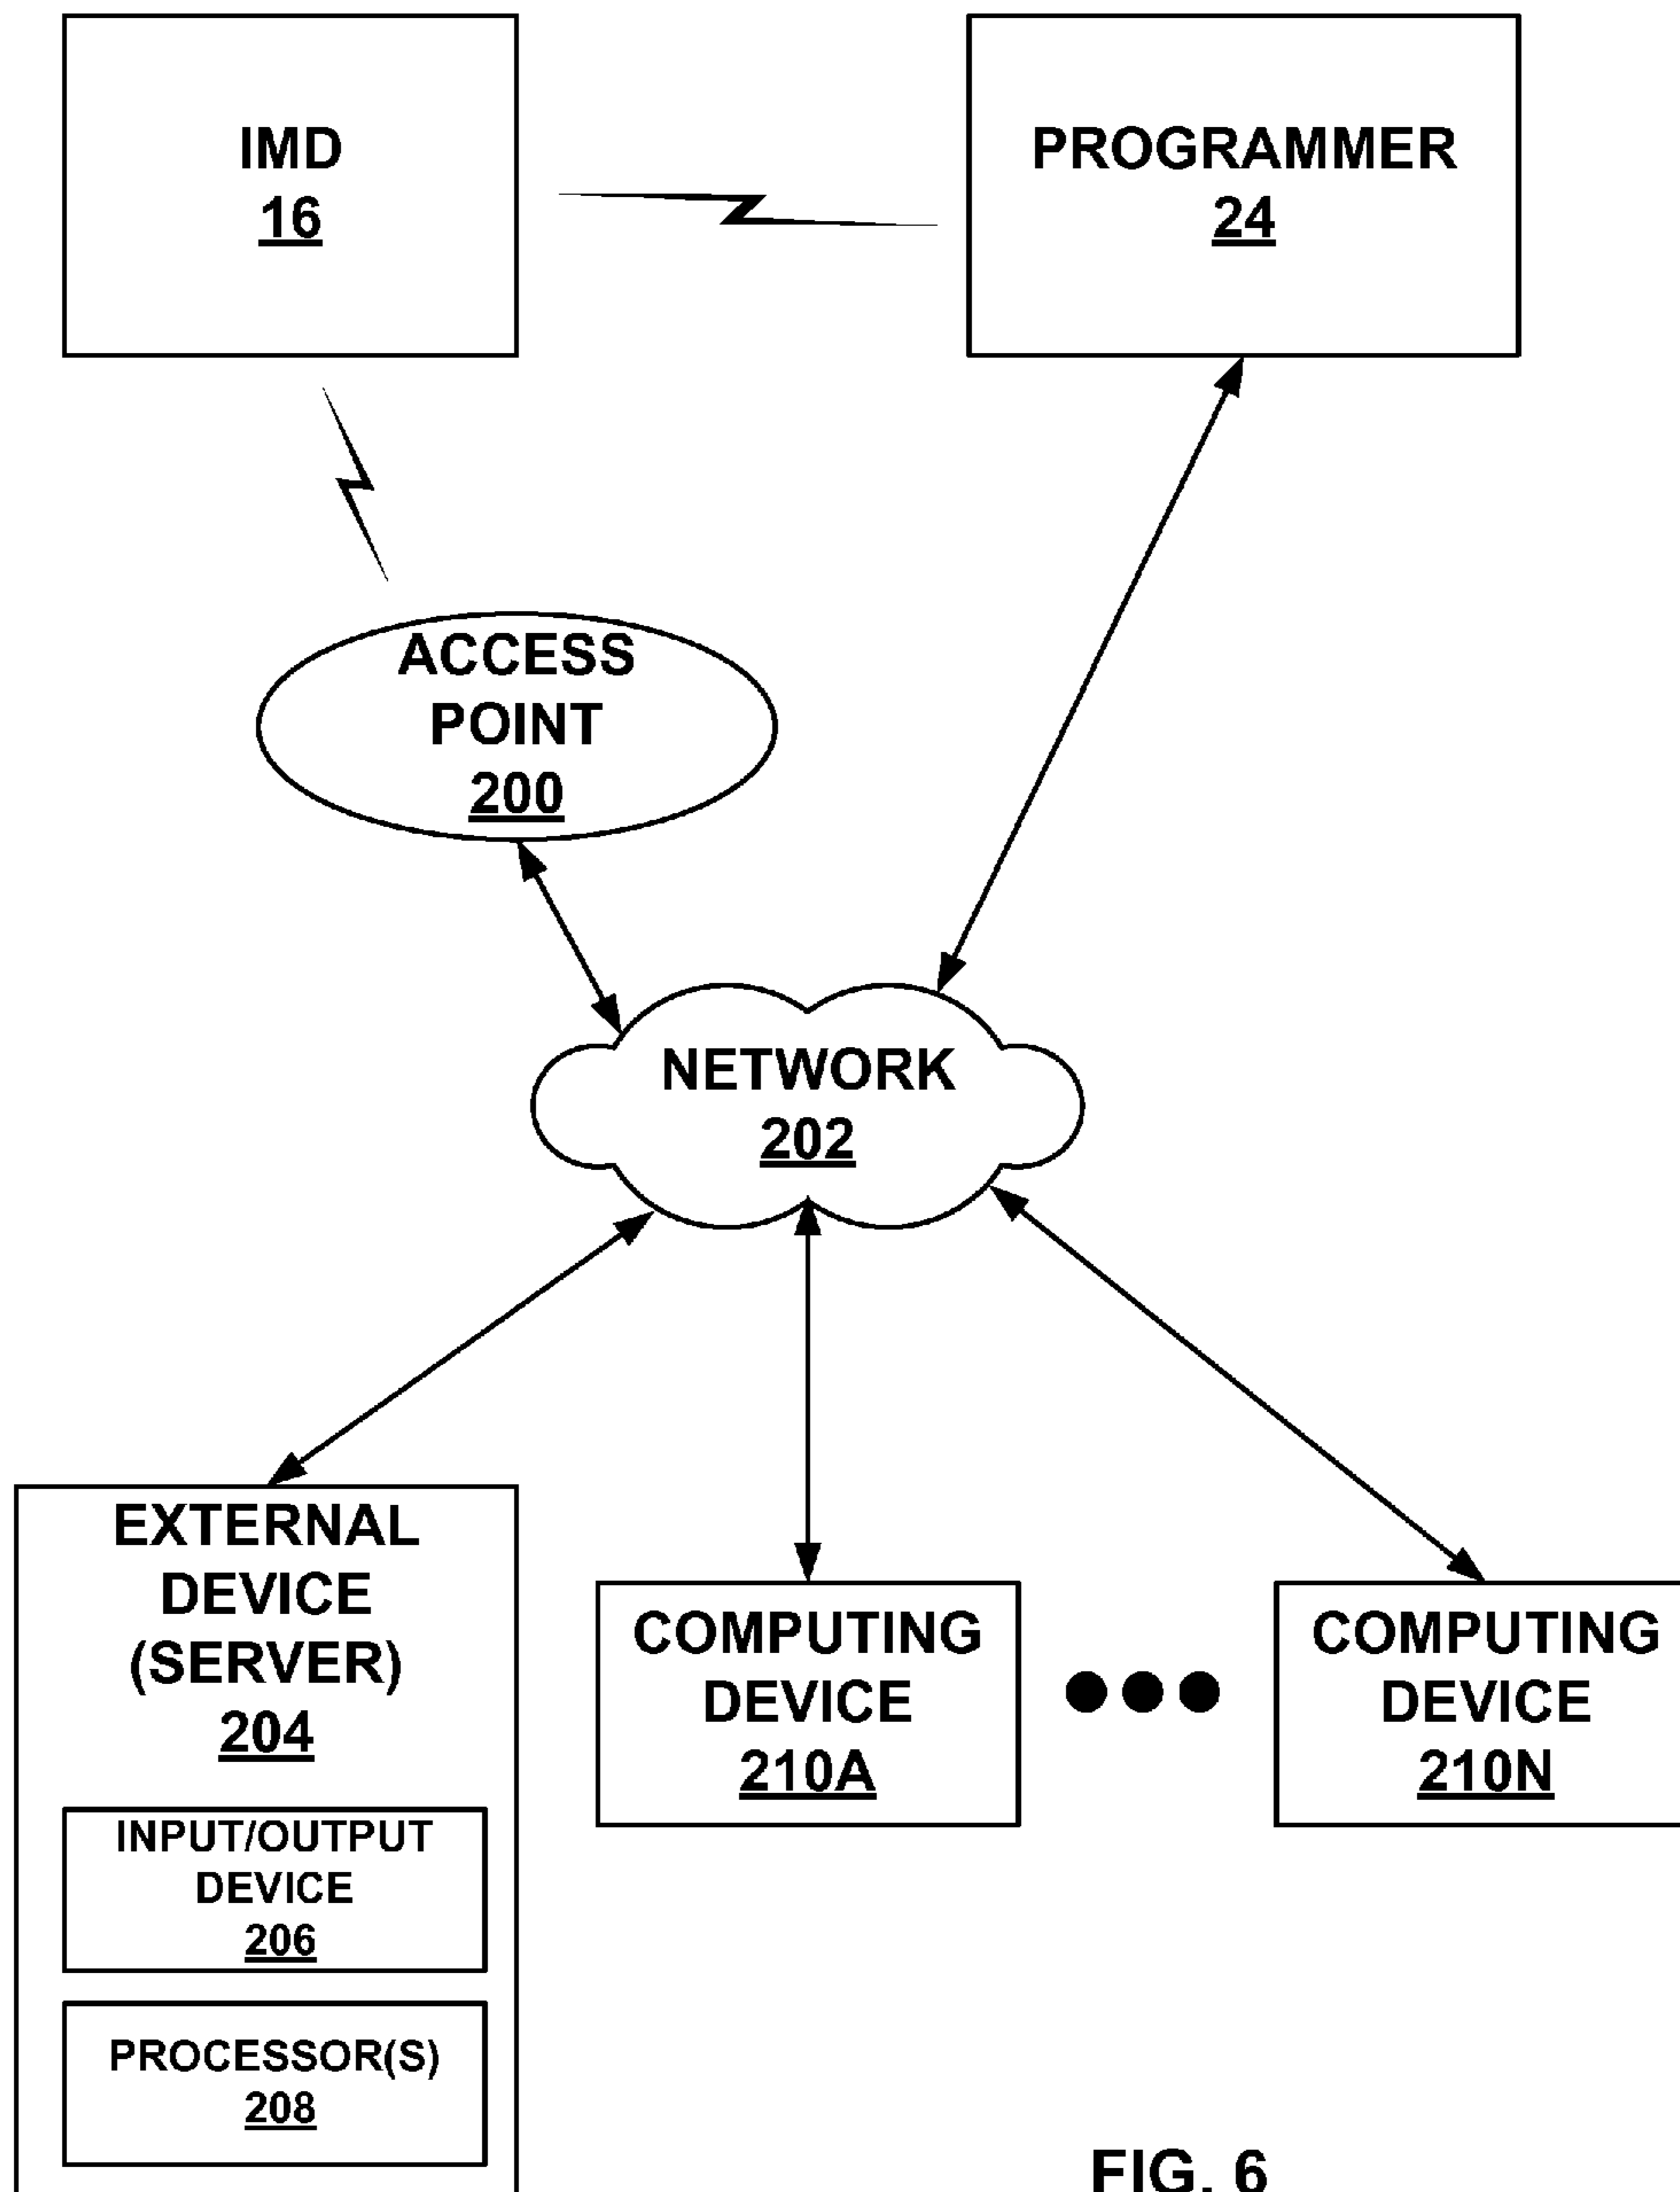 IMD
16
PROGRAMMER
24
ACCESS
POINT
200
NETWORK
202
EXTERNAL
DEVICE
(SERVER)
204
INPUT/OUTPUT
DEVICE
206
PROCESSOR(S)
208
COMPUTING
DEVICE
210A
COMPUTING
DEVICE
210N
FIG. 6